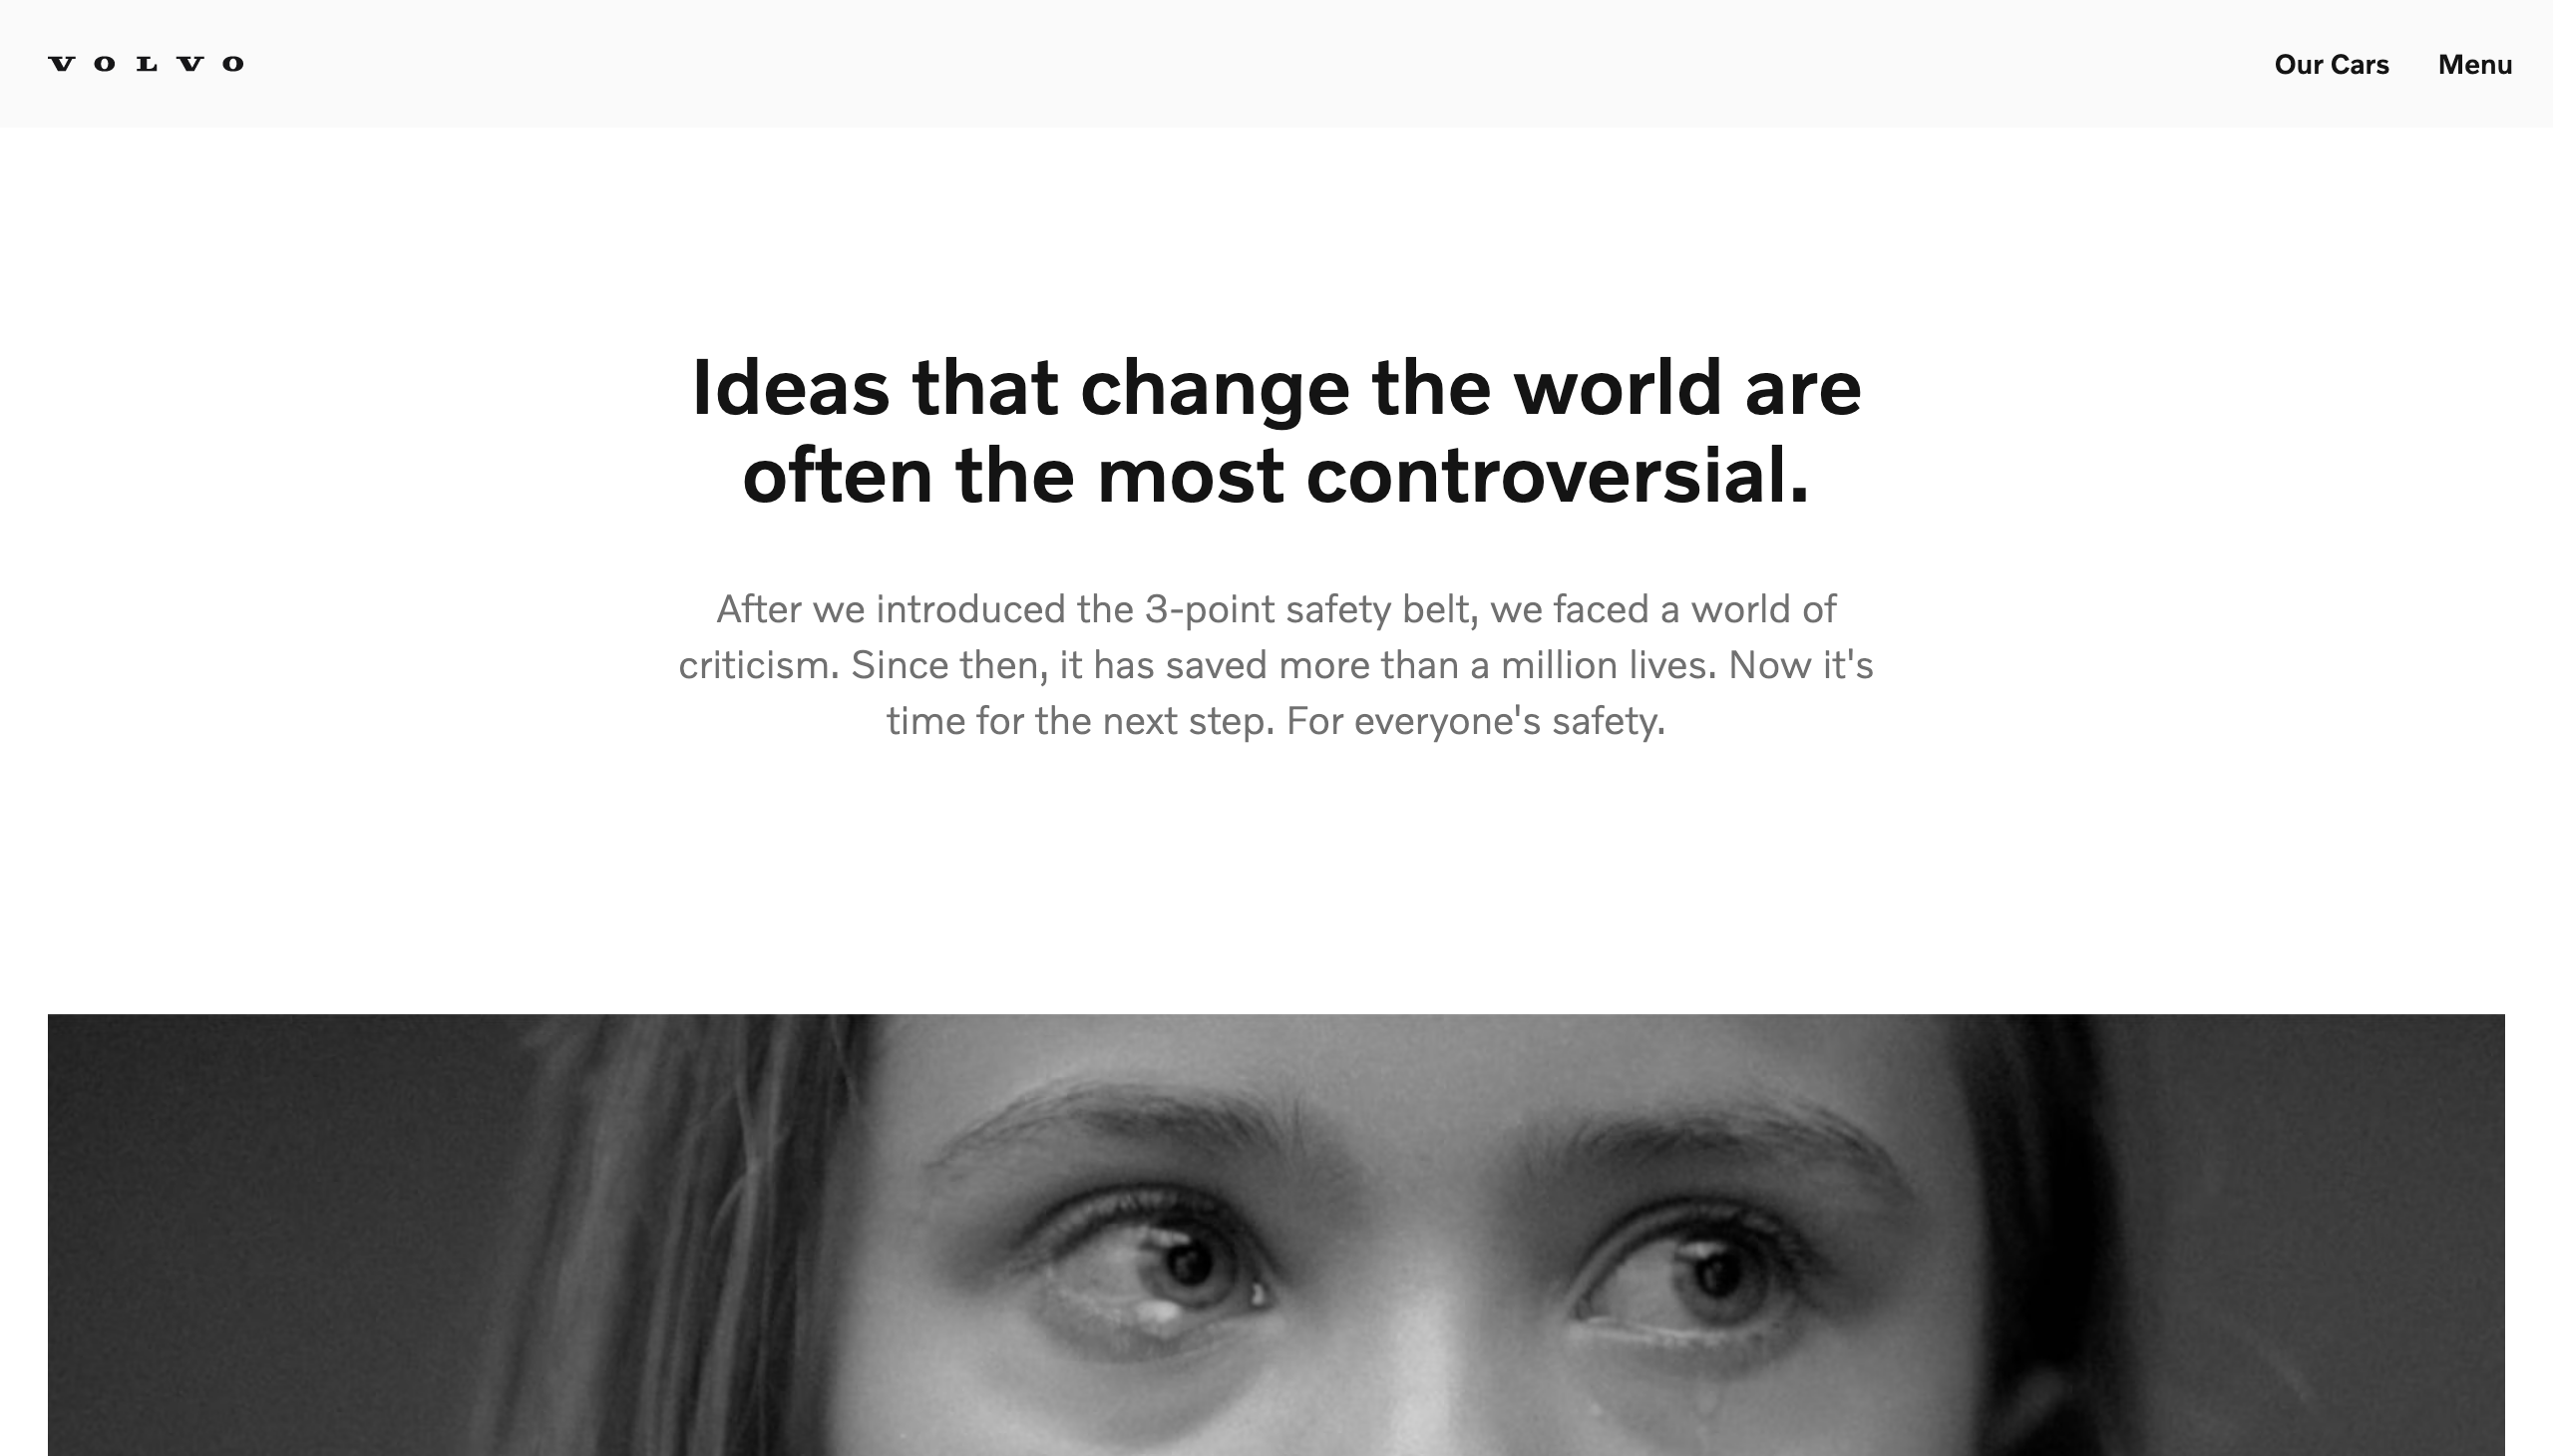 VOLVO
Our Cars
Menu
Ideas that change the world are
often the most controversial.
After we introduced the 3-point safety belt, we faced a world of
criticism. Since then, it has saved more than a million lives. Now it's
time for the next step. For everyone's safety.